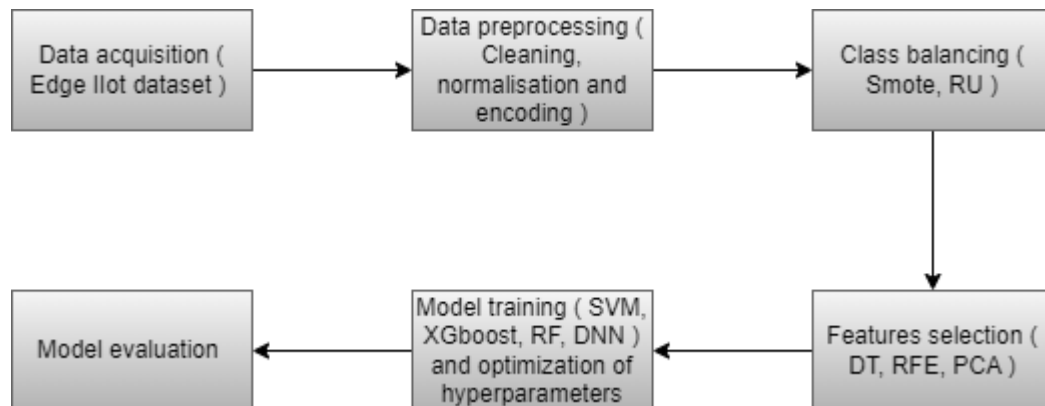 Data acquisition (
Edge IIot dataset )
Data preprocessing (
Cleaning,
normalisation and
encoding )
Class balancing (
Smote, RU )
Features selection (
DT, RFE, PCA )
Model training ( SVM,
XGboost, RF, DNN )
and optimization of
hyperparameters
Model evaluation